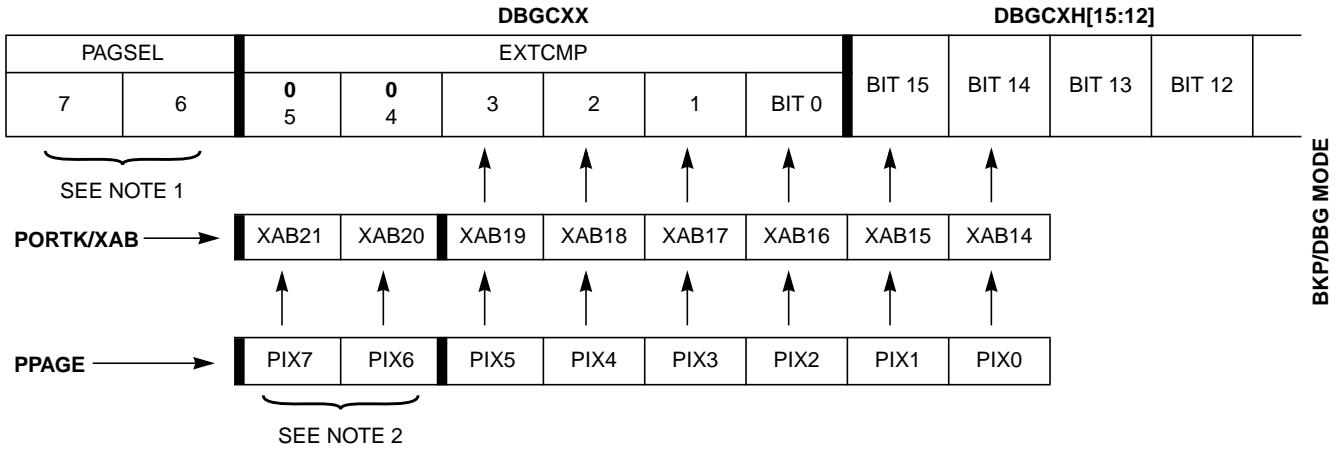 DBGCXX DBGCXH[15:12]
PAGSEL EXTCMP
7 6 0 5 0 4 3 2 1 BIT 0 BIT 15 BIT 14 BIT 13 BIT 12
SEE NOTE 1
PORTK/XAB XAB21 XAB20 XAB19 XAB18 XAB17 XAB16 XAB15 XAB14
PPAGE PIX7 PIX6 PIX5 PIX4 PIX3 PIX2 PIX1 PIX0
SEE NOTE 2
BKP/DBG MODE